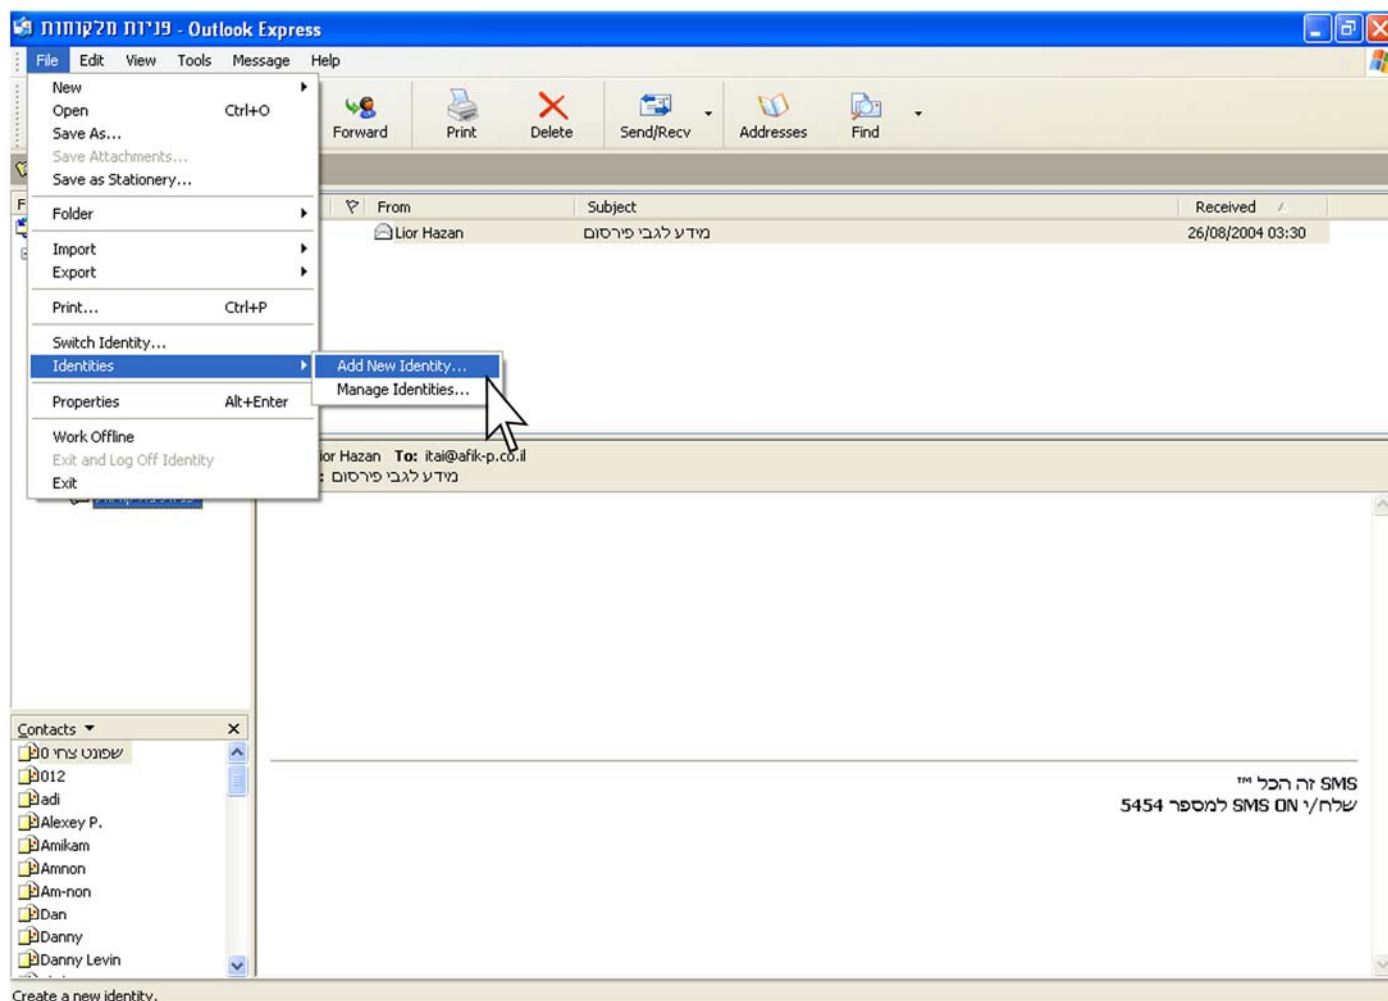 פניות מלקוחות - Outlook Express
File Edit View Tools Message Help
New
Open Ctrl+O
Save As...
Save Attachments...
Save as Stationery...
Folder
Import
Export
Print... Ctrl+P
Switch Identity...
Identities
Properties Alt+Enter
Work Offline
Exit and Log Off Identity
Exit
Add New Identity...
Manage Identities...
Forward Print Delete Send/Recv Addresses Find
From Subject Received
Lior Hazan מידע לגבי פירסום 26/08/2004 03:30
ior Hazan To: itai@afik-p.co.il
מידע לגבי פירסום :
Contacts
שפונט צחי 0
012
adi
Alexey P.
Amikam
Amnon
Am-non
Dan
Danny
Danny Levin
SMS זה הכל ™
שלח/י SMS ON למספר 5454
Create a new identity.